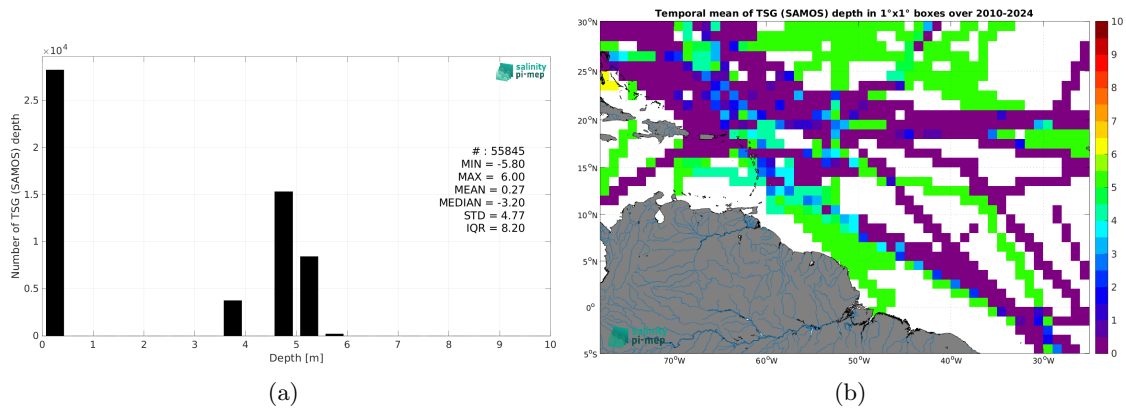 ×10⁴
salinity
pi-mep
# : 55845
MIN = -5.80
MAX = 6.00
MEAN = 0.27
MEDIAN = -3.20
STD = 4.77
IQR = 8.20
Number of TSG (SAMOS) depth
2.5
2
1.5
1
0.5
0
0 1 2 3 4 5 6 7 8 9 10
Depth [m]
(a)
Temporal mean of TSG (SAMOS) depth in 1°x1° boxes over 2010-2024
30°N
25°N
20°N
15°N
10°N
5°N
0°
5°S
70°W 60°W 50°W 40°W 30°W
salinity
pi-mep
10
9
8
7
6
5
4
3
2
1
0
(b)